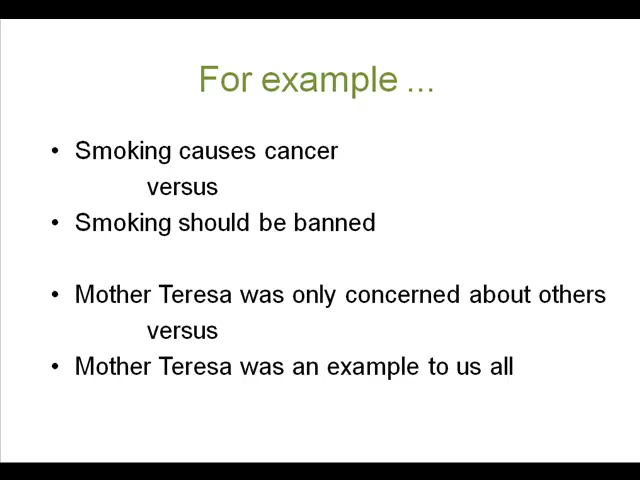 For example ...
• Smoking causes cancer
versus
• Smoking should be banned
• Mother Teresa was only concerned about others
versus
• Mother Teresa was an example to us all